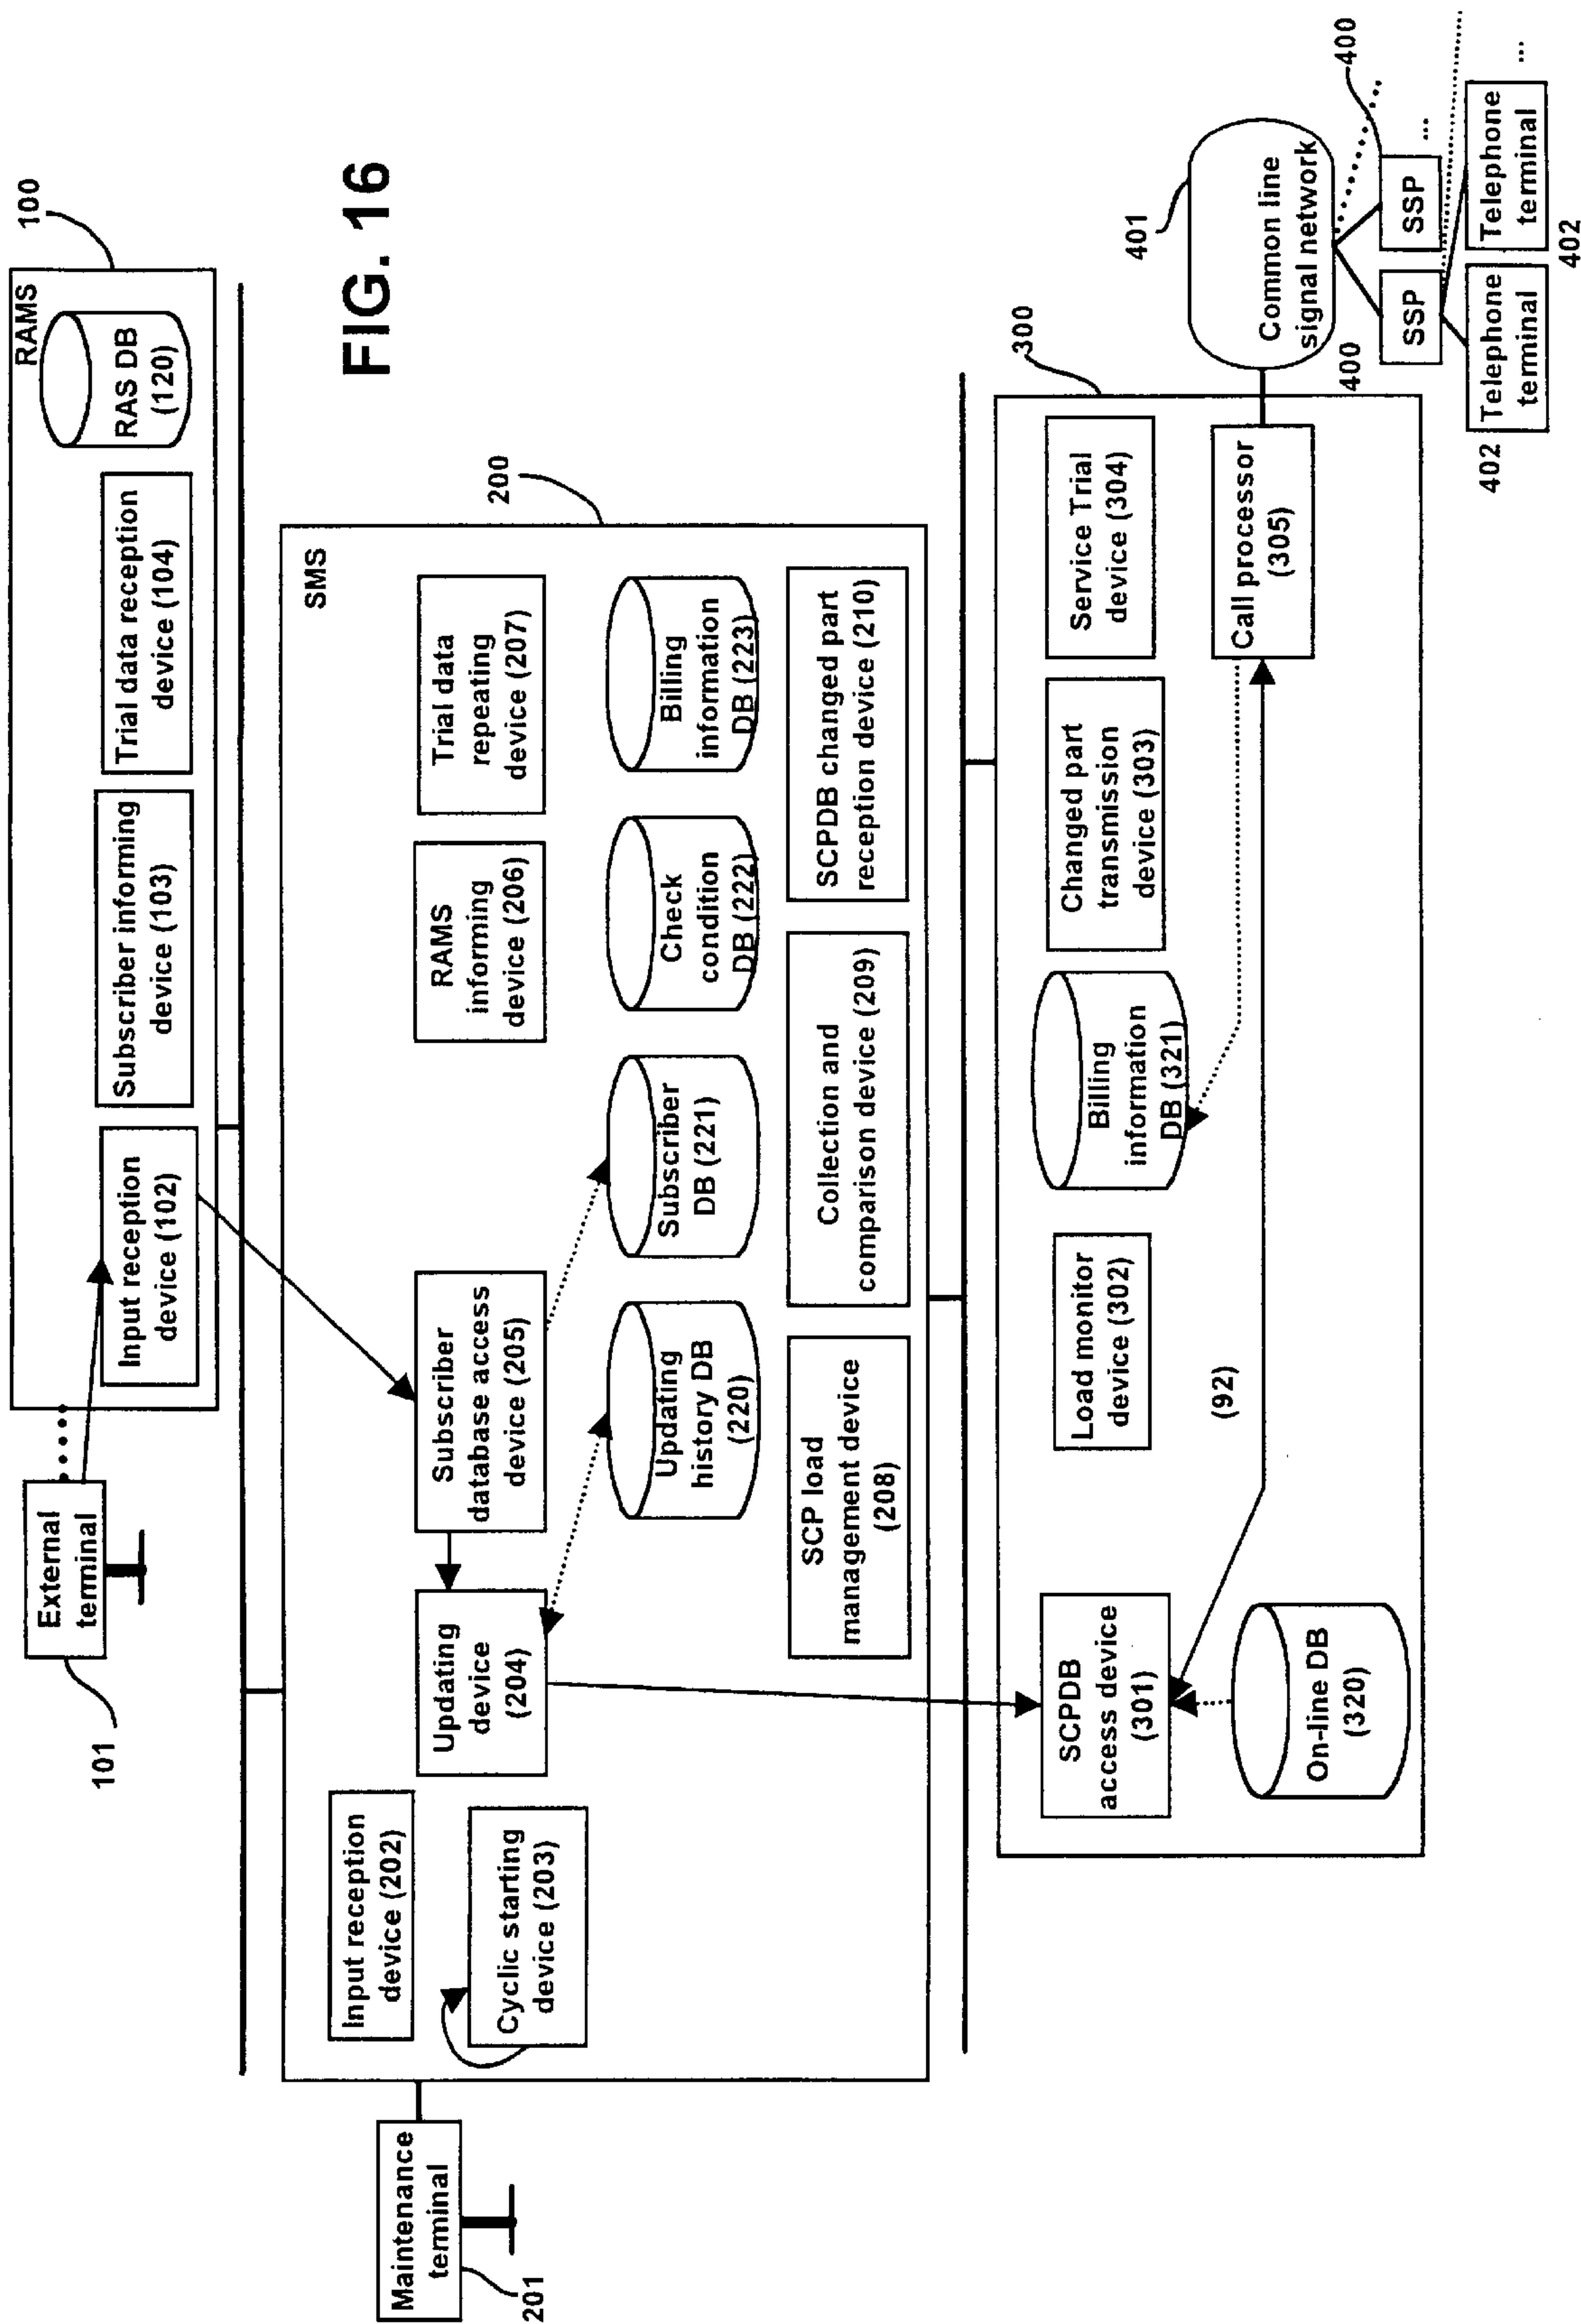 FIG. 16
100
RAMS
RAS DB
(120)
Trial data reception
device (104)
Subscriber informing
device (103)
Input reception
device (102)
External
terminal
101
200
SMS
Trial data
repeating
device (207)
RAMS
informing
device (206)
Subscriber
database access
device (205)
Updating
device
(204)
Input reception
device (202)
Cyclic starting
device (203)
Billing
information
DB (223)
Check
condition
DB (222)
Subscriber
DB (221)
Updating
history DB
(220)
SCPDB changed part
reception device (210)
Collection and
comparison device (209)
SCP load
management device
(208)
Maintenance
terminal
201
300
Service Trial
device (304)
Changed part
transmission
device (303)
Billing
information
DB (321)
Load monitor
device (302)
SCPDB
access device
(301)
On-line DB
(320)
(92)
Call processor
(305)
401
Common line
signal network
400
400
SSP
SSP
...
Telephone
terminal
Telephone
terminal
...
402
402